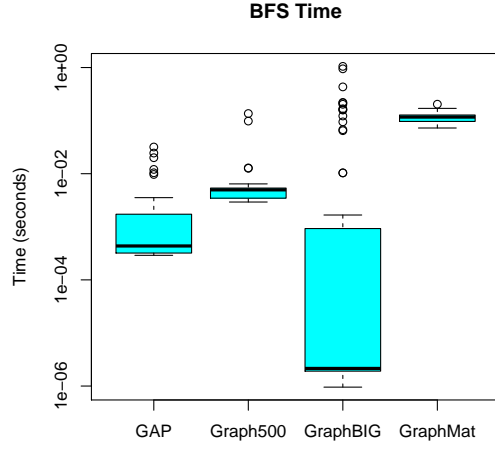 BFS Time
Time (seconds)
1e+00
1e-02
1e-04
1e-06
GAP
Graph500
GraphBIG
GraphMat